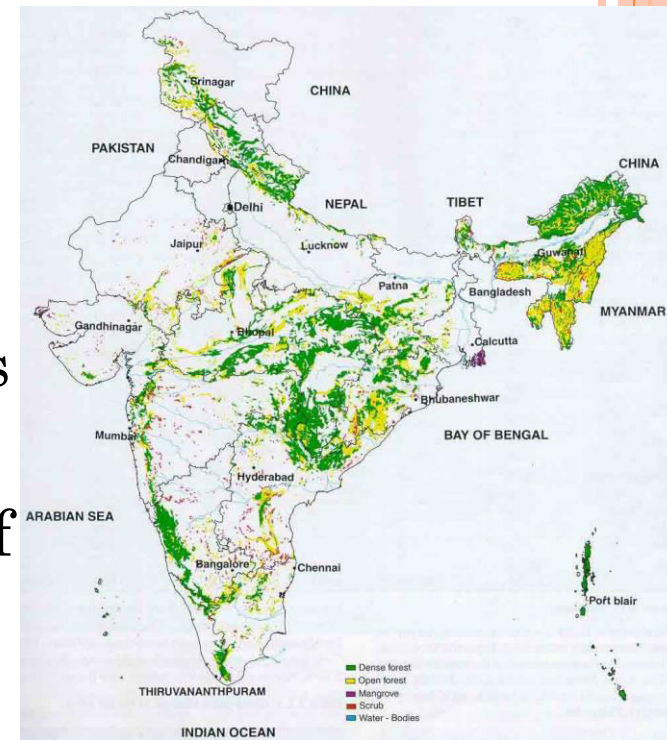 Srinagar
CHINA
PAKISTAN
Chandigarh
CHINA
Delhi
NEPAL
TIBET
Jaipur
Lucknow
Guwahati
Patna
Bangladesh
Gandhinagar
Bhopal
MYANMAR
Calcutta
s
Bhubaneshwar
Mumbai
BAY OF BENGAL
Hyderabad
f
ARABIAN SEA
Bangalore
Chennai
Port blair
Dense forest
Open forest
Mangrove
Scrub
Water - Bodies
THIRUVANANTHPURAM
INDIAN OCEAN